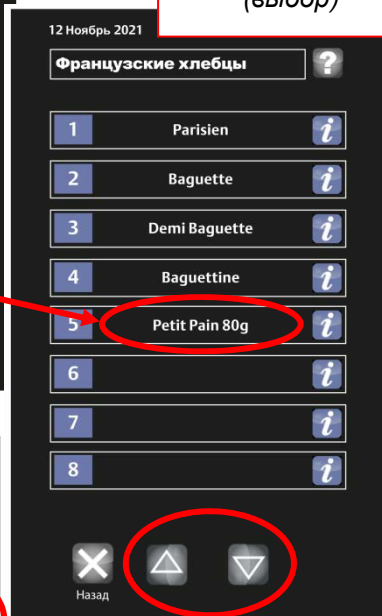 (выбор)
12 Ноябрь 2021
Французские хлебцы ?
1 Parisien i
2 Baguette i
3 Demi Baguette i
4 Baguettine i
5 Petit Pain 80g i
6 i
7 i
8 i
Назад